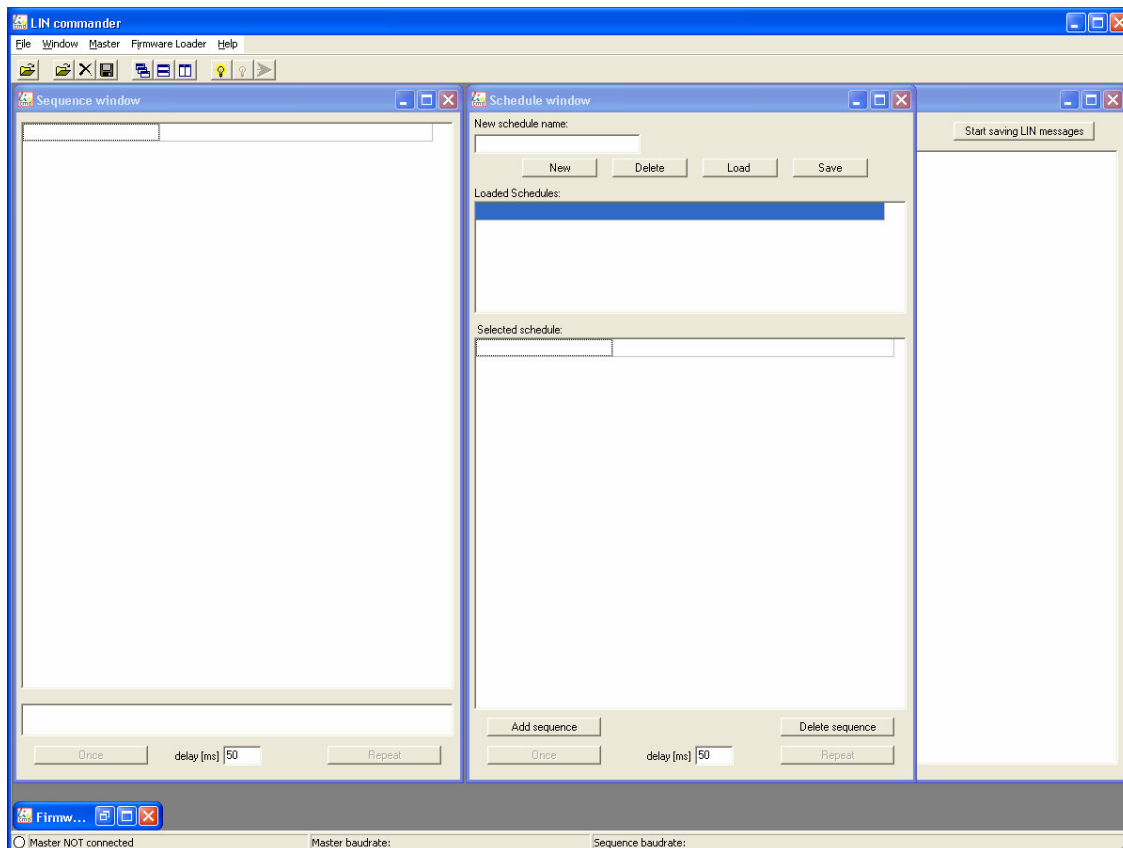 LIN commander
File Window Master Firmware Loader Help
Sequence window
Once delay [ms] 50 Repeat
Schedule window
New schedule name:
New Delete Load Save
Loaded Schedules:
Selected schedule:
Add sequence Delete sequence
Once delay [ms] 50 Repeat
Start saving LIN messages
Firmw...
Master NOT connected Master baudrate: Sequence baudrate: